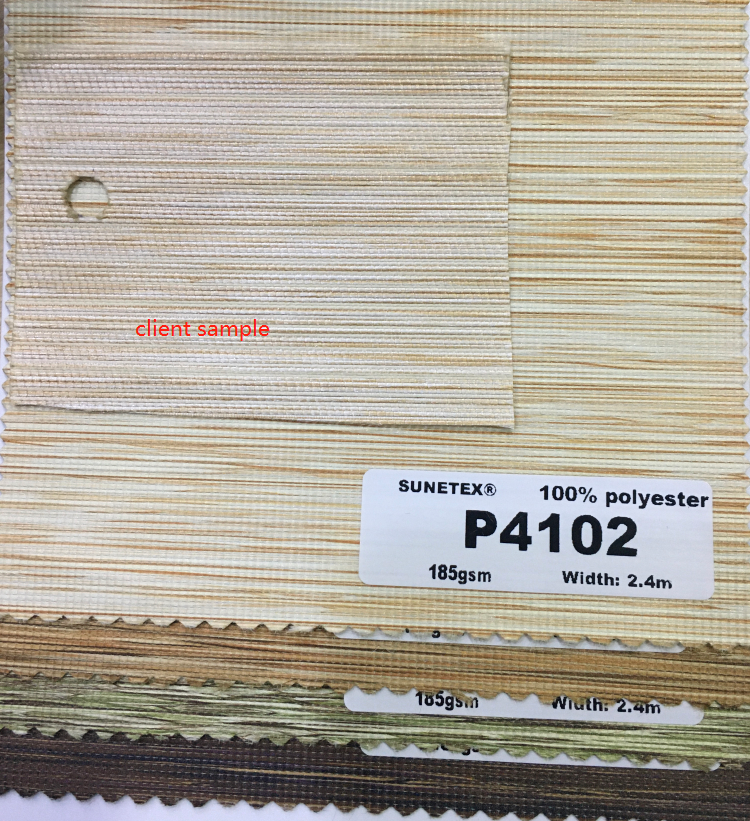 client sample
SUNETEX® 100% polyester
P4102
185gsm Width: 2.4m
185gsm Width: 2.4m